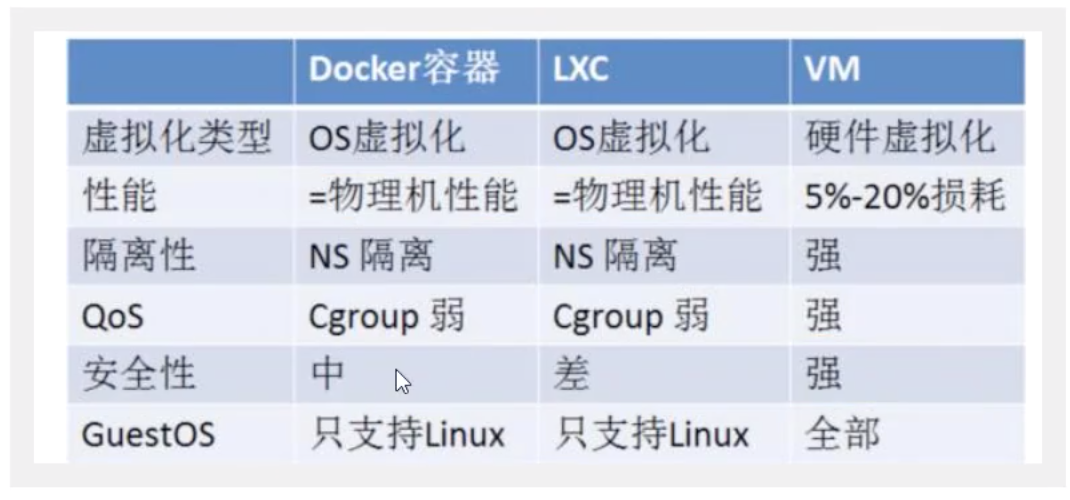 Docker容器 LXC VM
虚拟化类型 OS虚拟化 OS虚拟化 硬件虚拟化
性能 =物理机性能 =物理机性能 5%-20%损耗
隔离性 NS 隔离 NS 隔离 强
QoS Cgroup 弱 Cgroup 弱 强
安全性 中 差 强
GuestOS 只支持Linux 只支持Linux 全部